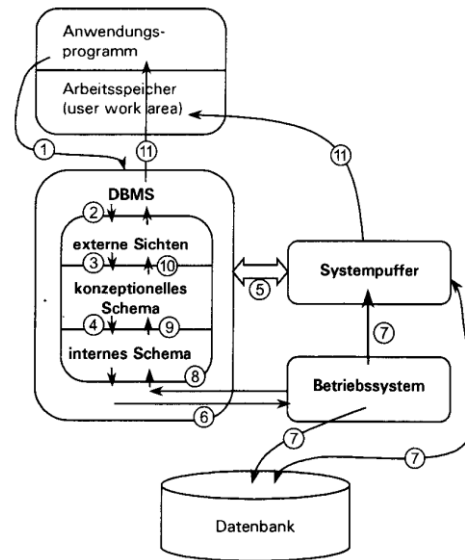 Anwendungs-
programm
Arbeitsspeicher
(user work area)
①
⑪
⑪
DBMS
②
externe Sichten
③
⑩
konzeptionelles
Schema
④
⑨
internes Schema
⑧
⑥
⑤
Systempuffer
⑦
Betriebssystem
⑦
⑦
Datenbank